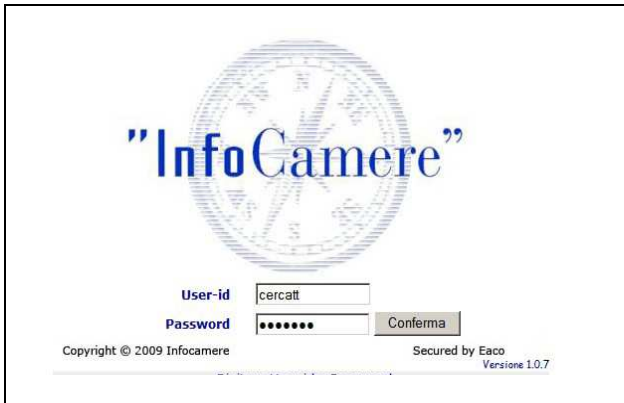 "InfoCamere"
User-id cercatt
Password ●●●●●●● Conferma
Copyright © 2009 Infocamere Secured by Eaco
Versione 1.0.7